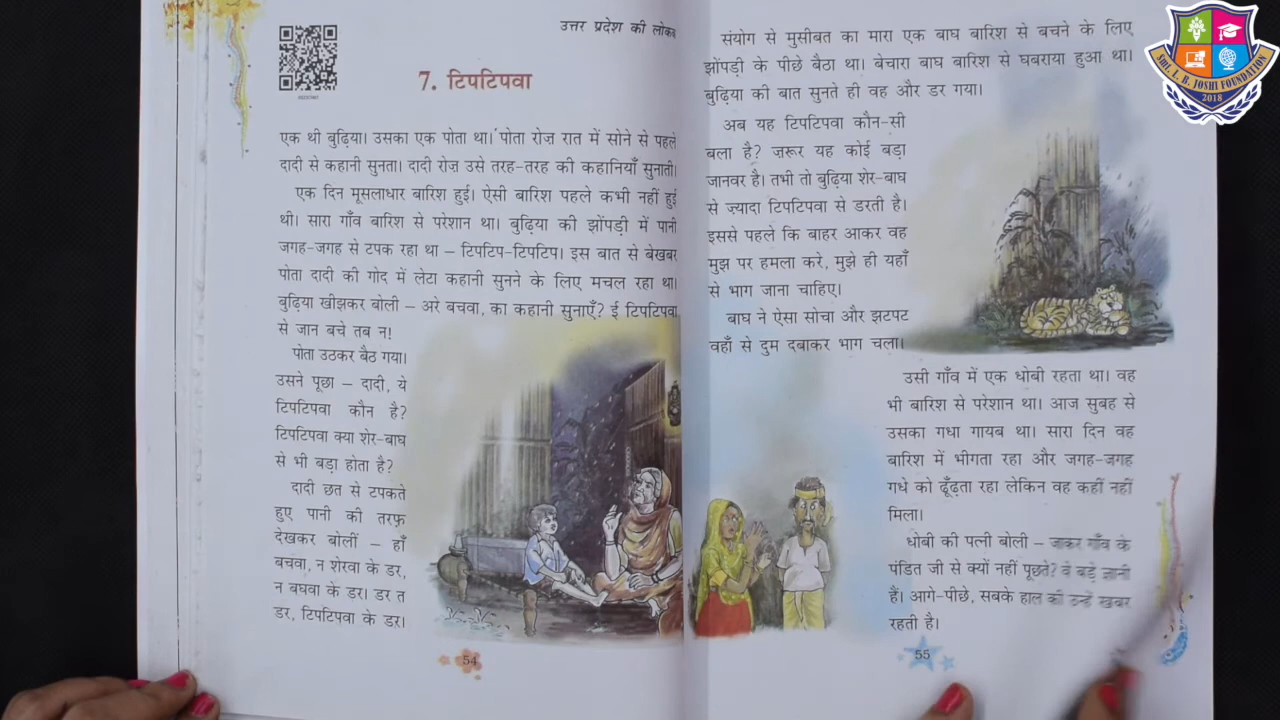 उत्तर प्रदेश की
7. टिपटिपवा
एक थी बुढ़िया। उसका एक पोता था। पोता रोज़ रात में सोने से पहले
दादी से कहानी सुनता। दादी रोज़ उसे तरह-तरह की कहानियाँ सुनाती।
एक दिन मूसलाधार बारिश हुई। ऐसी बारिश पहले कभी नहीं हुई
थी। सारा गाँव बारिश से परेशान था। बुढ़िया की झोंपड़ी में पानी
जगह-जगह से टपक रहा था – टिपटिप-टिपटिप। इस बात से बेखबर
पोता दादी की गोद में लेटा कहानी सुनने के लिए मचल रहा था।
बुढ़िया खीझकर बोली – अरे बचवा, का कहानी सुनाएँ? ई टिपटिपवा
से जान बचे तब न!
पोता उठकर बैठ गया।
उसने पूछा – दादी, ये
टिपटिपवा कौन है?
टिपटिपवा क्या शेर-बाघ
से भी बड़ा होता है?
दादी छत से टपकते
हुए पानी की तरफ़
देखकर बोलीं – हाँ
बचवा, न शेरवा के डर,
न बघवा के डर। डर त
डर, टिपटिपवा के डर।
54
संयोग से मुसीबत का मारा एक बाघ बारिश से बचने के लिए
झोंपड़ी के पीछे बैठा था। बेचारा बाघ बारिश से घबराया हुआ था।
बुढ़िया की बात सुनते ही वह और डर गया।
अब यह टिपटिपवा कौन-सी
बला है? ज़रूर यह कोई बड़ा
जानवर है। तभी तो बुढ़िया शेर-बाघ
से ज्यादा टिपटिपवा से डरती है।
इससे पहले कि बाहर आकर वह
मुझ पर हमला करे, मुझे ही यहाँ
से भाग जाना चाहिए।
बाघ ने ऐसा सोचा और झटपट
वहाँ से दुम दबाकर भाग चला।
उसी गाँव में एक धोबी रहता था। वह
भी बारिश से परेशान था। आज सुबह से
उसका गधा गायब था। सारा दिन वह
बारिश में भीगता रहा और जगह-जगह
गधे को ढूँढ़ता रहा लेकिन वह कहीं नहीं
मिला।
धोबी की पत्नी बोली – जाकर गाँव के
पंडित जी से क्यों नहीं पूछते? वे बड़े ज्ञानी
हैं। आगे-पीछे, सबके हाल की उन्हें खबर
रहती है।
55
SHRI. L. B. JOSHI FOUNDATION
2018